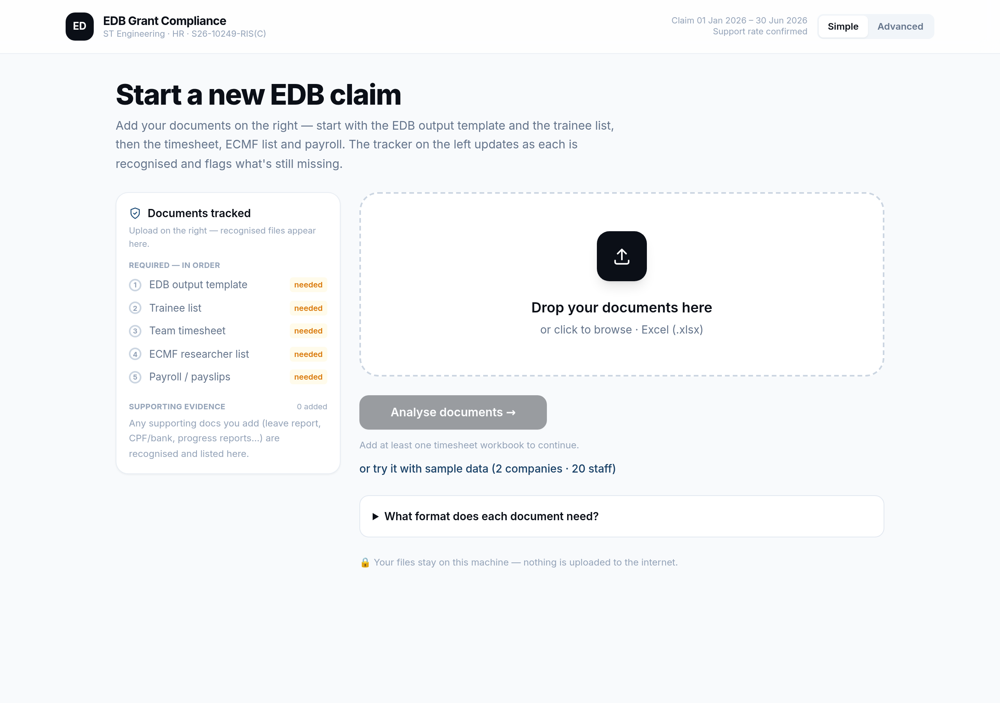 ED
EDB Grant Compliance
ST Engineering · HR · S26-10249-RIS(C)
Claim 01 Jan 2026 – 30 Jun 2026
Support rate confirmed
Simple
Advanced
Start a new EDB claim
Add your documents on the right — start with the EDB output template and the trainee list,
then the timesheet, ECMF list and payroll. The tracker on the left updates as each is
recognised and flags what's still missing.
Documents tracked
Upload on the right — recognised files appear
here.
REQUIRED — IN ORDER
1 EDB output template needed
2 Trainee list needed
3 Team timesheet needed
4 ECMF researcher list needed
5 Payroll / payslips needed
SUPPORTING EVIDENCE 0 added
Any supporting docs you add (leave report,
CPF/bank, progress reports...) are
recognised and listed here.
Drop your documents here
or click to browse · Excel (.xlsx)
Analyse documents →
Add at least one timesheet workbook to continue.
or try it with sample data (2 companies · 20 staff)
What format does each document need?
🔒 Your files stay on this machine — nothing is uploaded to the internet.